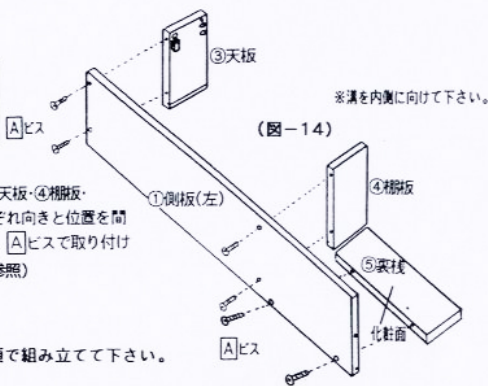 ③天板
※溝を内側に向けて下さい。
Aビス
(図-14)
④棚板
天板・④棚板・
①側板(左)
ぞれ向きと位置を間
Aビスで取り付け
参照)
⑤裏桟
化粧面
Aビス
順で組み立てて下さい。